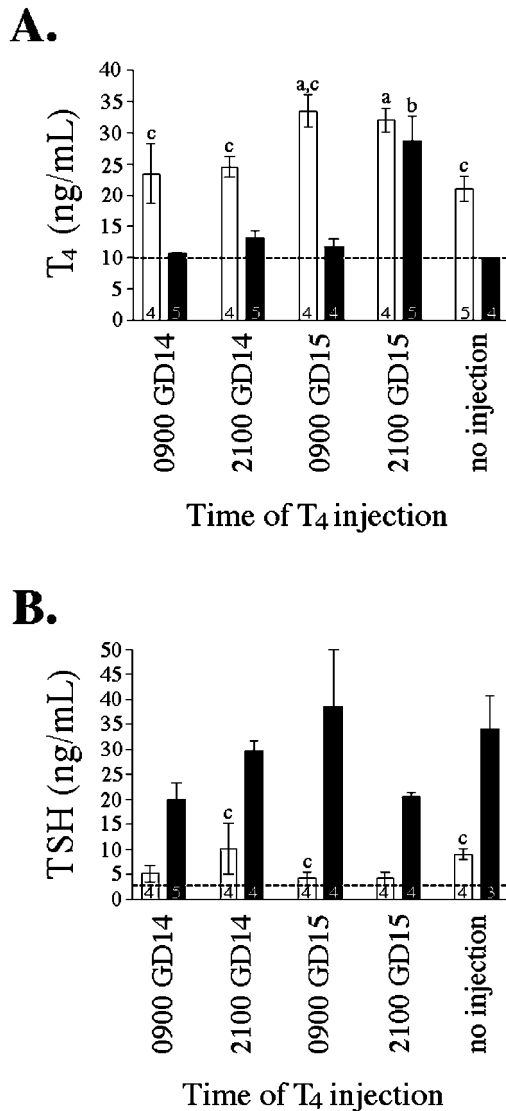 A.
T4 (ng/mL)
40
35
30
25
20
15
10
5
0
c
c
a,c
a
b
c
4
5
4
5
4
4
4
5
5
4
0900 GD14
2100 GD14
0900 GD15
2100 GD15
no injection
Time of T4 injection
B.
TSH (ng/mL)
50
45
40
35
30
25
20
15
10
5
0
c
c
c
4
5
4
4
4
4
4
4
4
3
0900 GD14
2100 GD14
0900 GD15
2100 GD15
no injection
Time of T4 injection